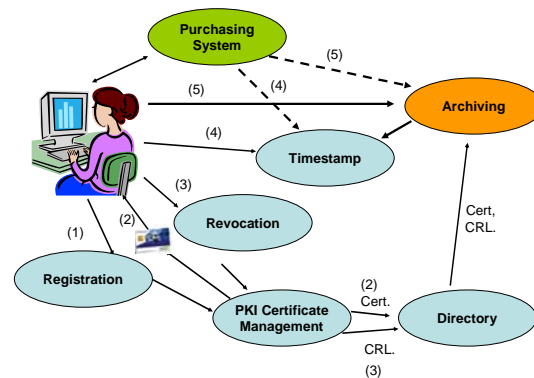 Purchasing
System
(5)
(4)
(5)
Archiving
(4)
Timestamp
(3)
(2)
Revocation
Cert,
CRL.
(1)
Registration
(2)
Cert.
PKI Certificate
Management
Directory
CRL.
(3)